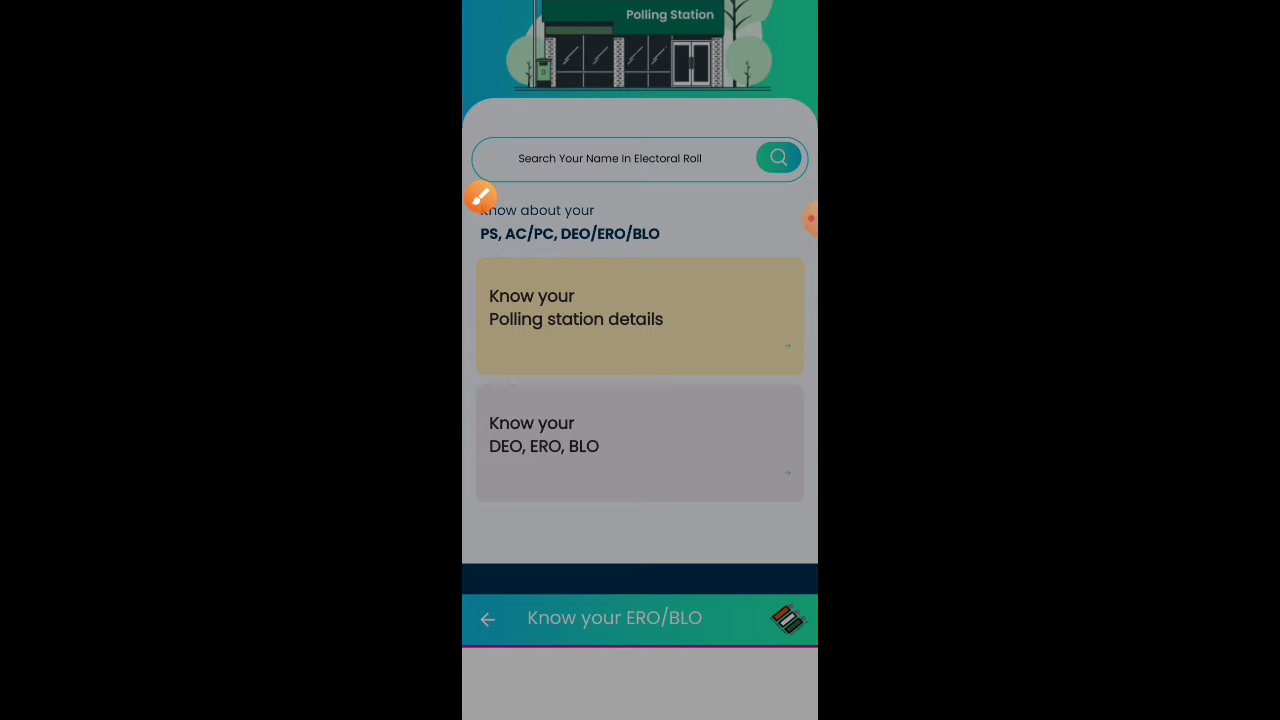 Polling Station
Search Your Name In Electoral Roll
Know about your
PS, AC/PC, DEO/ERO/BLO
Know your
Polling station details
Know your
DEO, ERO, BLO
Know your ERO/BLO